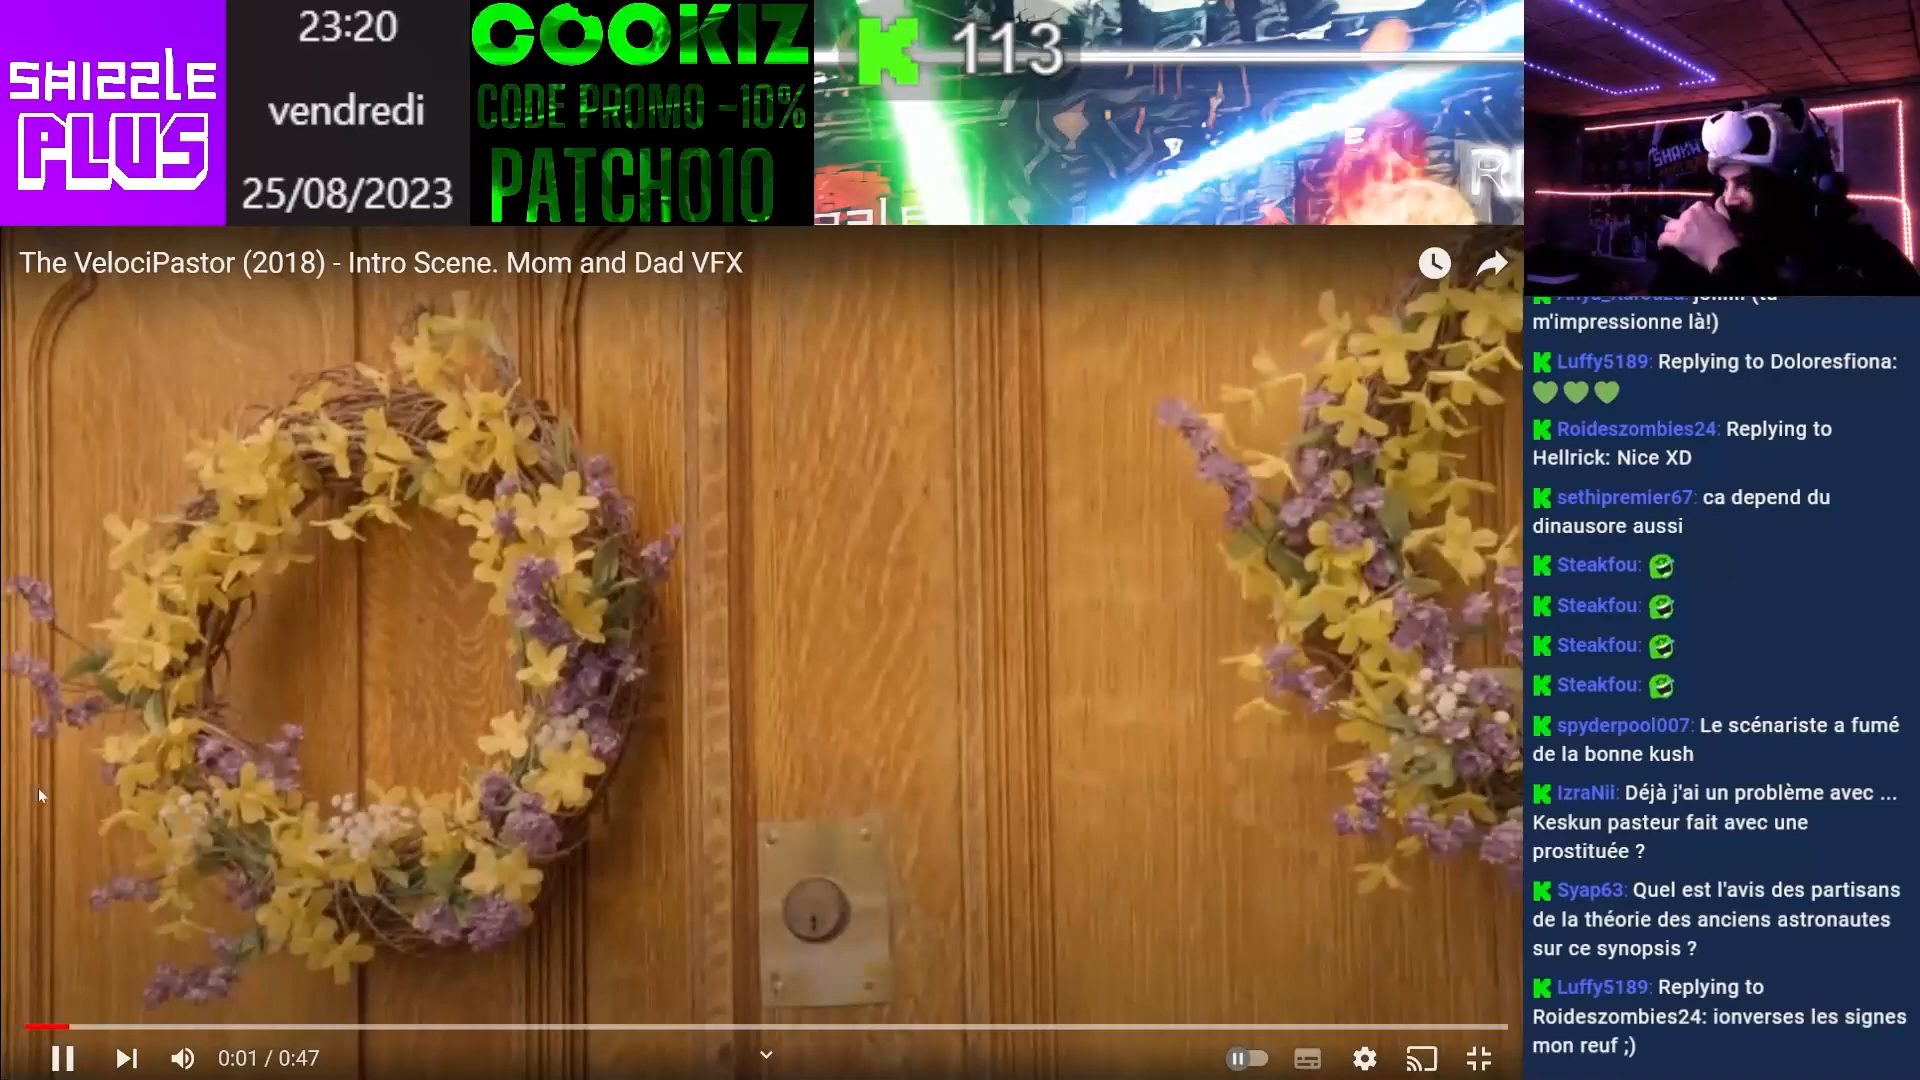 SHIZZLE
PLUS
23:20
vendredi
25/08/2023
COOKIZ
CODE PROMO -10%
PATCH010
113
The VelociPastor (2018) - Intro Scene. Mom and Dad VFX
SHAKA
m'impressionne là!)
Luffy5189: Replying to Doloresfiona:
💚 💚 💚
Roideszombies24: Replying to
Hellrick: Nice XD
sethipremier67: ca depend du
dinausore aussi
Steakfou:
Steakfou:
Steakfou:
Steakfou:
spyderpool007: Le scénariste a fumé
de la bonne kush
IzraNii: Déjà j'ai un problème avec ...
Keskun pasteur fait avec une
prostituée ?
Syap63: Quel est l'avis des partisans
de la théorie des anciens astronautes
sur ce synopsis ?
Luffy5189: Replying to
Roideszombies24: ionverses les signes
mon reuf ;)
0:01 / 0:47